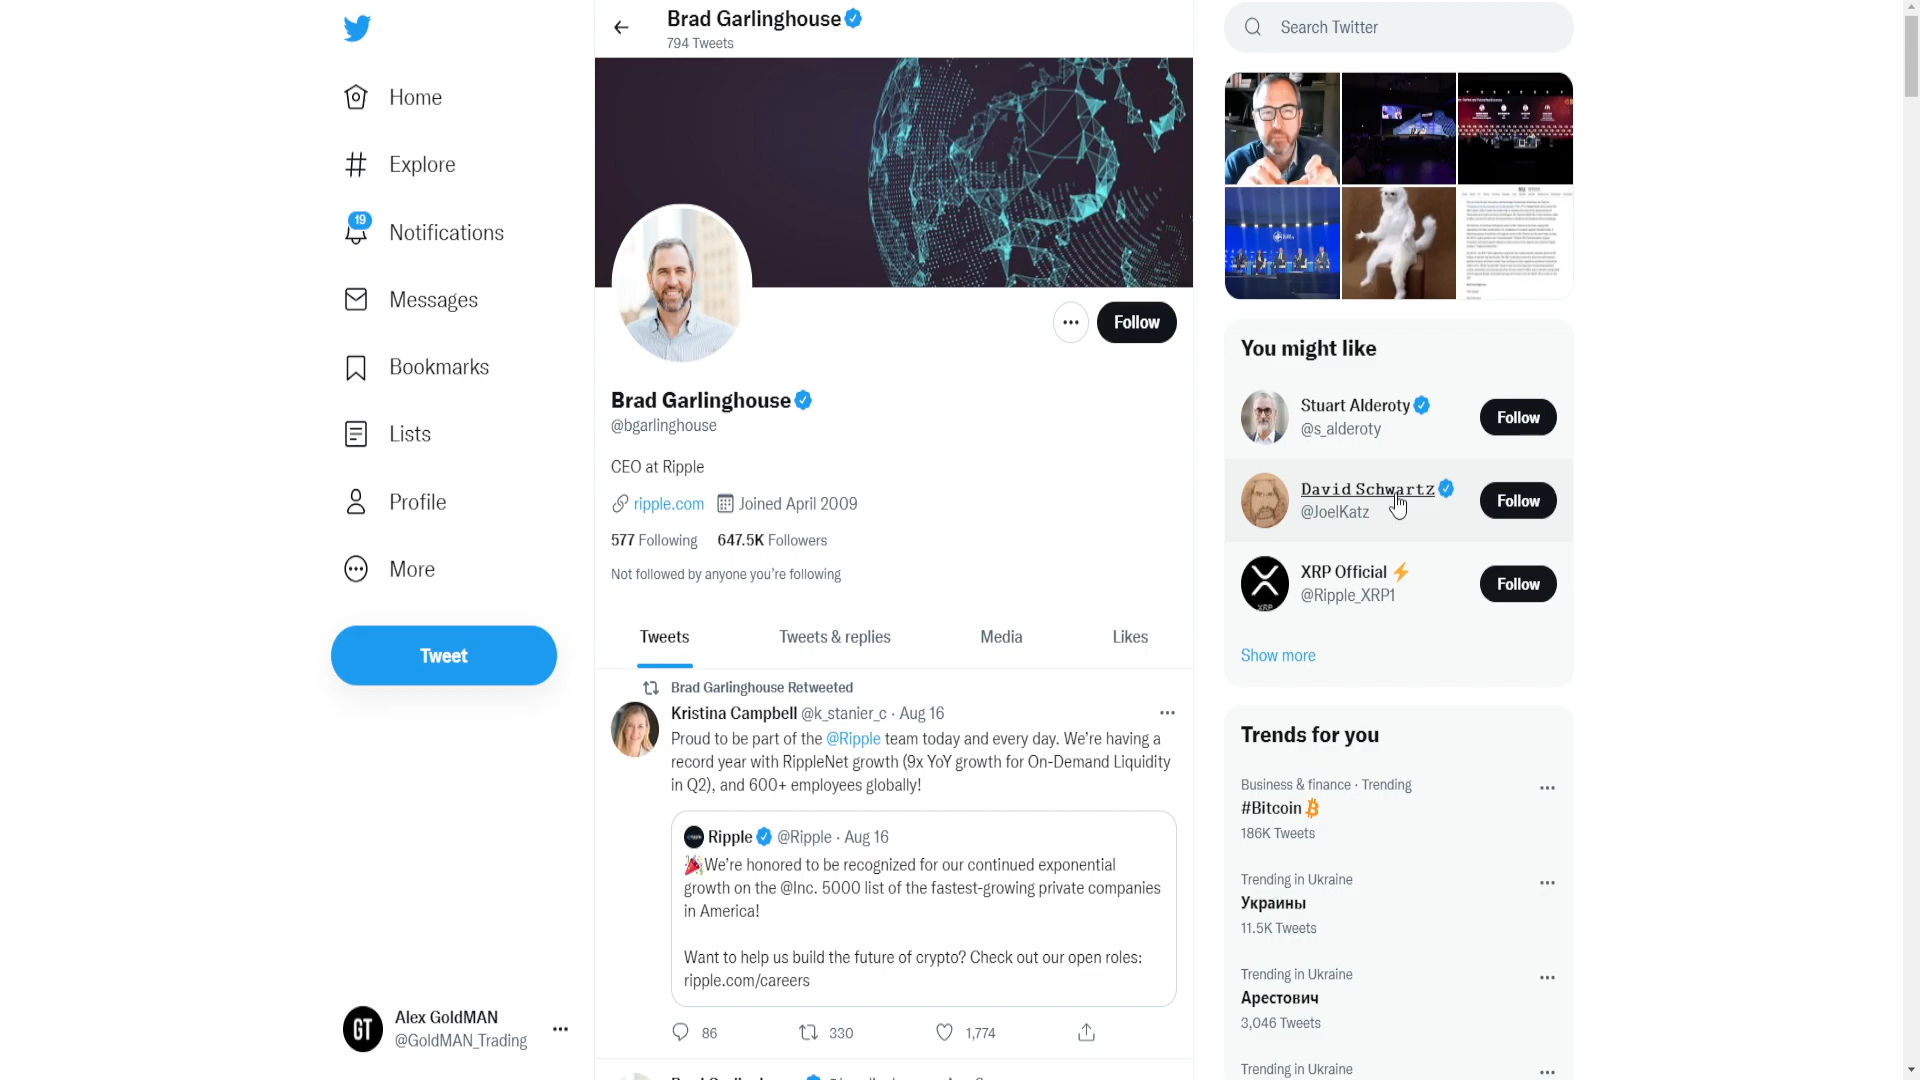 Brad Garlinghouse
794 Tweets
Search Twitter
Home
Explore
19
Notifications
Messages
Bookmarks
Lists
Profile
More
Tweet
Alex GoldMAN
@GoldMAN_Trading
GT
Follow
Brad Garlinghouse
@bgarlinghouse
CEO at Ripple
ripple.com Joined April 2009
577 Following 647.5K Followers
Not followed by anyone you're following
Tweets Tweets & replies Media Likes
Brad Garlinghouse Retweeted
Kristina Campbell @k_stanier_c · Aug 16
Proud to be part of the @Ripple team today and every day. We're having a
record year with RippleNet growth (9x YoY growth for On-Demand Liquidity
in Q2), and 600+ employees globally!
Ripple @Ripple · Aug 16
🎉We're honored to be recognized for our continued exponential
growth on the @Inc. 5000 list of the fastest-growing private companies
in America!
Want to help us build the future of crypto? Check out our open roles:
ripple.com/careers
86 330 1,774
You might like
Stuart Alderoty
@s_alderoty
Follow
David Schwartz
@JoelKatz
Follow
XRP Official ⚡
@Ripple_XRP1
XRP
Follow
Show more
Trends for you
Business & finance · Trending
#Bitcoin
186K Tweets
Trending in Ukraine
Украины
11.5K Tweets
Trending in Ukraine
Арестович
3,046 Tweets
Trending in Ukraine